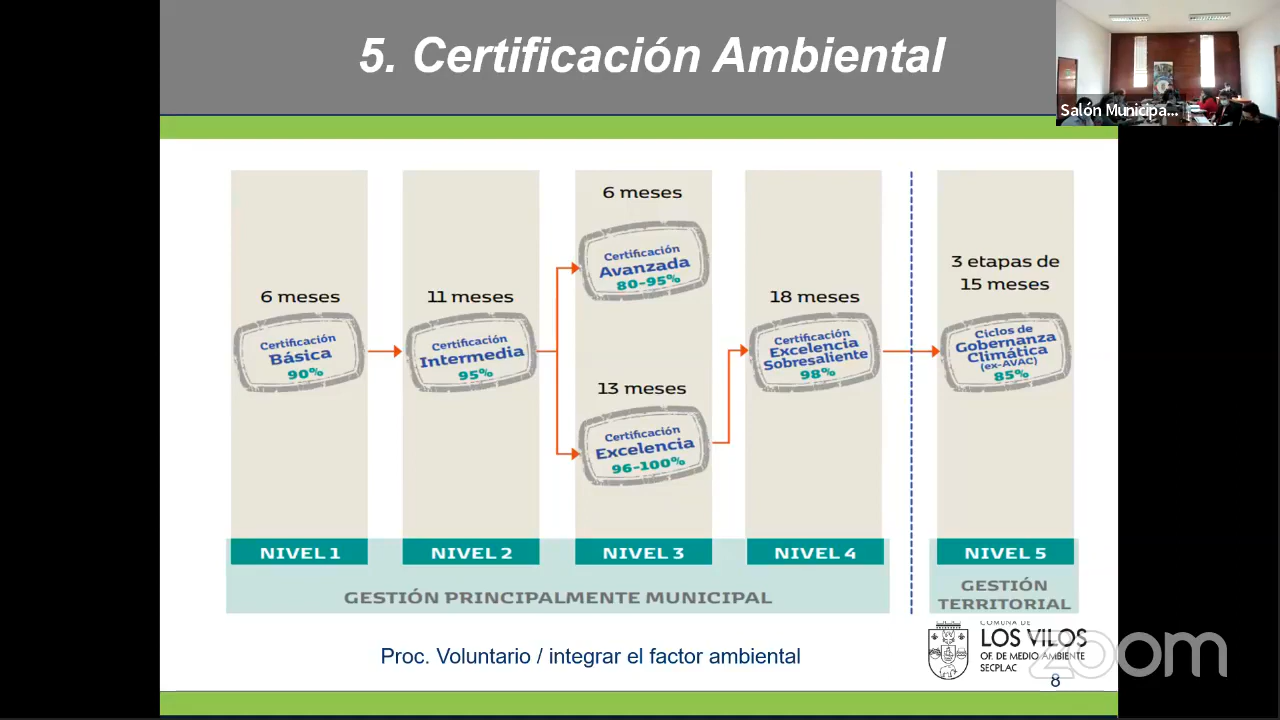 5. Certificación Ambiental
Salón Municipa...
6 meses
Certificación
Básica
90%
11 meses
Certificación
Intermedia
95%
6 meses
Certificación
Avanzada
80-95%
13 meses
Certificación
Excelencia
96-100%
18 meses
Certificación
Excelencia
Sobresaliente
98%
3 etapas de
15 meses
Ciclos de
Gobernanza
Climática
(ex-AVAC)
85%
NIVEL 1
NIVEL 2
NIVEL 3
NIVEL 4
NIVEL 5
GESTIÓN PRINCIPALMENTE MUNICIPAL
GESTIÓN
TERRITORIAL
Proc. Voluntario / integrar el factor ambiental
COMUNA DE
LOS VILOS
OF. DE MEDIO AMBIENTE
SECPLAC
zoom
8